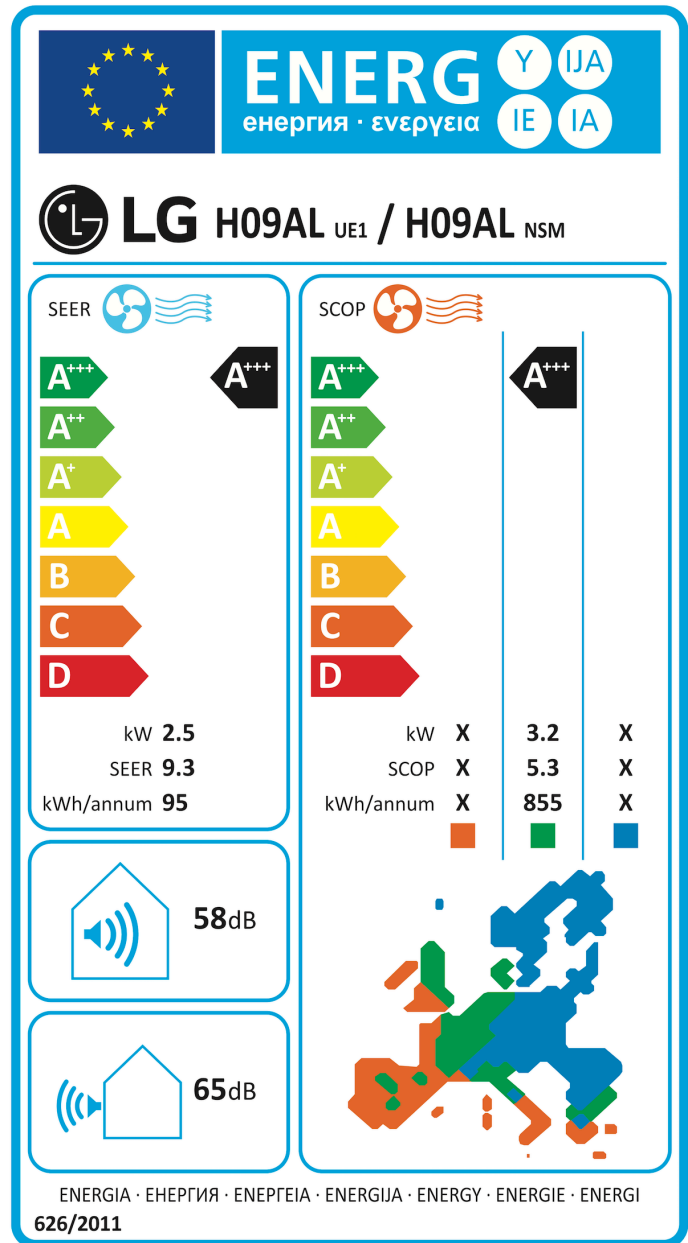 ENERG Y IJA
енергия · ενεργεια IE IA
LG H09AL UE1 / H09AL NSM
SEER
A+++ A+++
A++
A+
A
B
C
D
kW 2.5
SEER 9.3
kWh/annum 95
SCOP
A+++ A+++
A++
A+
A
B
C
D
kW X 3.2 X
SCOP X 5.3 X
kWh/annum X 855 X
58dB
65dB
ENERGIA · ЕНЕРГИЯ · ΕΝΕΡΓΕΙΑ · ENERGIJA · ENERGY · ENERGIE · ENERGI
626/2011